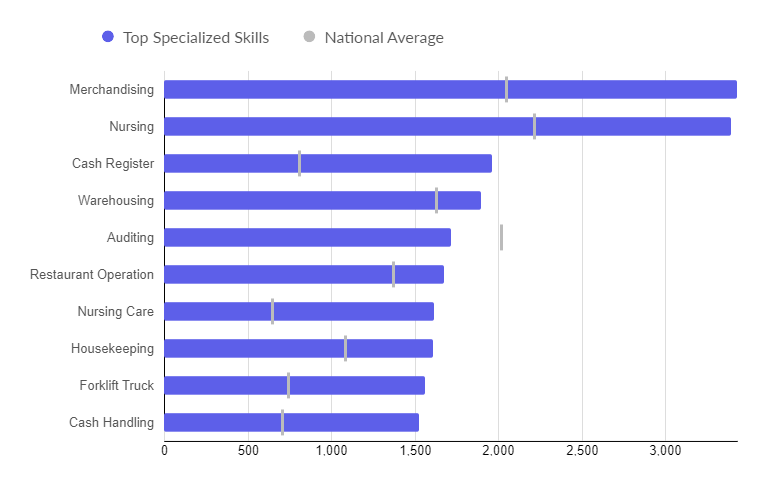 Top Specialized Skills National Average
Merchandising
Nursing
Cash Register
Warehousing
Auditing
Restaurant Operation
Nursing Care
Housekeeping
Forklift Truck
Cash Handling
0 500 1,000 1,500 2,000 2,500 3,000